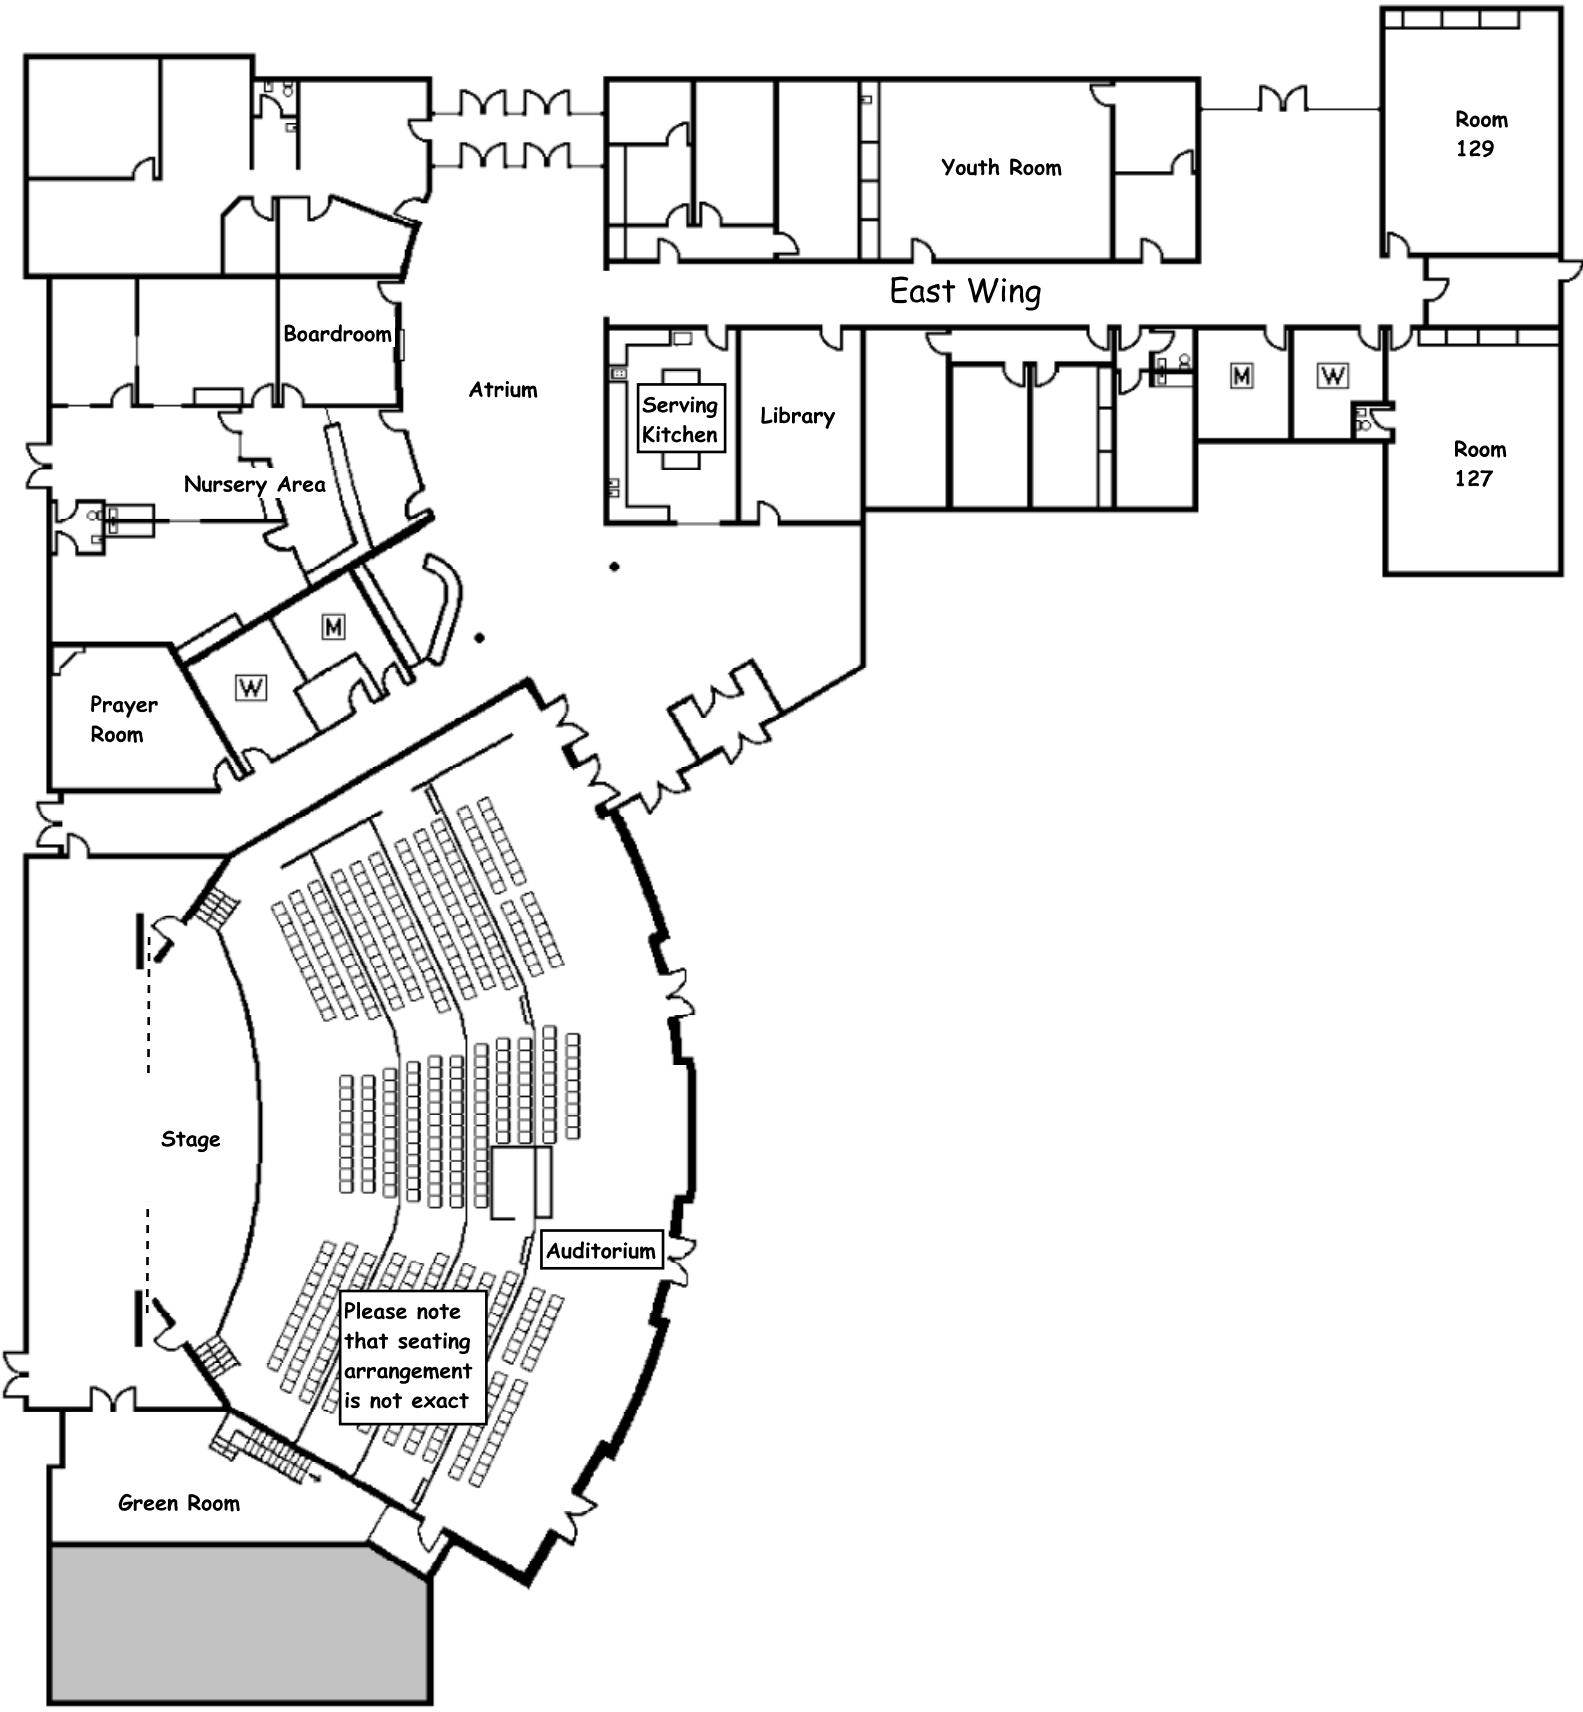 Room
129
Youth Room
East Wing
Boardroom
Atrium
Serving
Kitchen
Library
M
W
Room
127
Nursery Area
M
W
Prayer
Room
Stage
Auditorium
Please note
that seating
arrangement
is not exact
Green Room